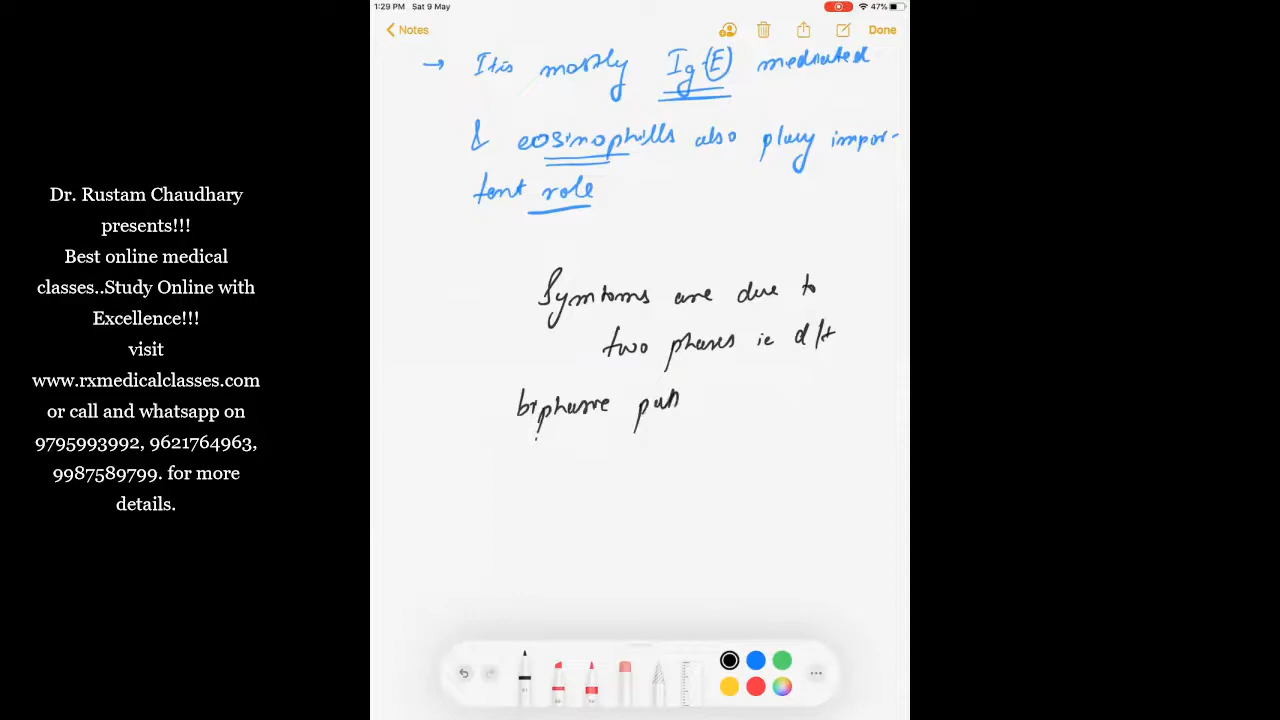 1:29 PM Sat 9 May
47%
Notes
Done
→ It is mostly Ig(E) mediated
& eosinophills also play impor-
tant role
Symtoms are due to
two phases ie d/t
biphasic
Dr. Rustam Chaudhary
presents!!!
Best online medical
classes..Study Online with
Excellence!!!
visit
www.rxmedicalclasses.com
or call and whatsapp on
9795993992, 9621764963,
9987589799. for more
details.